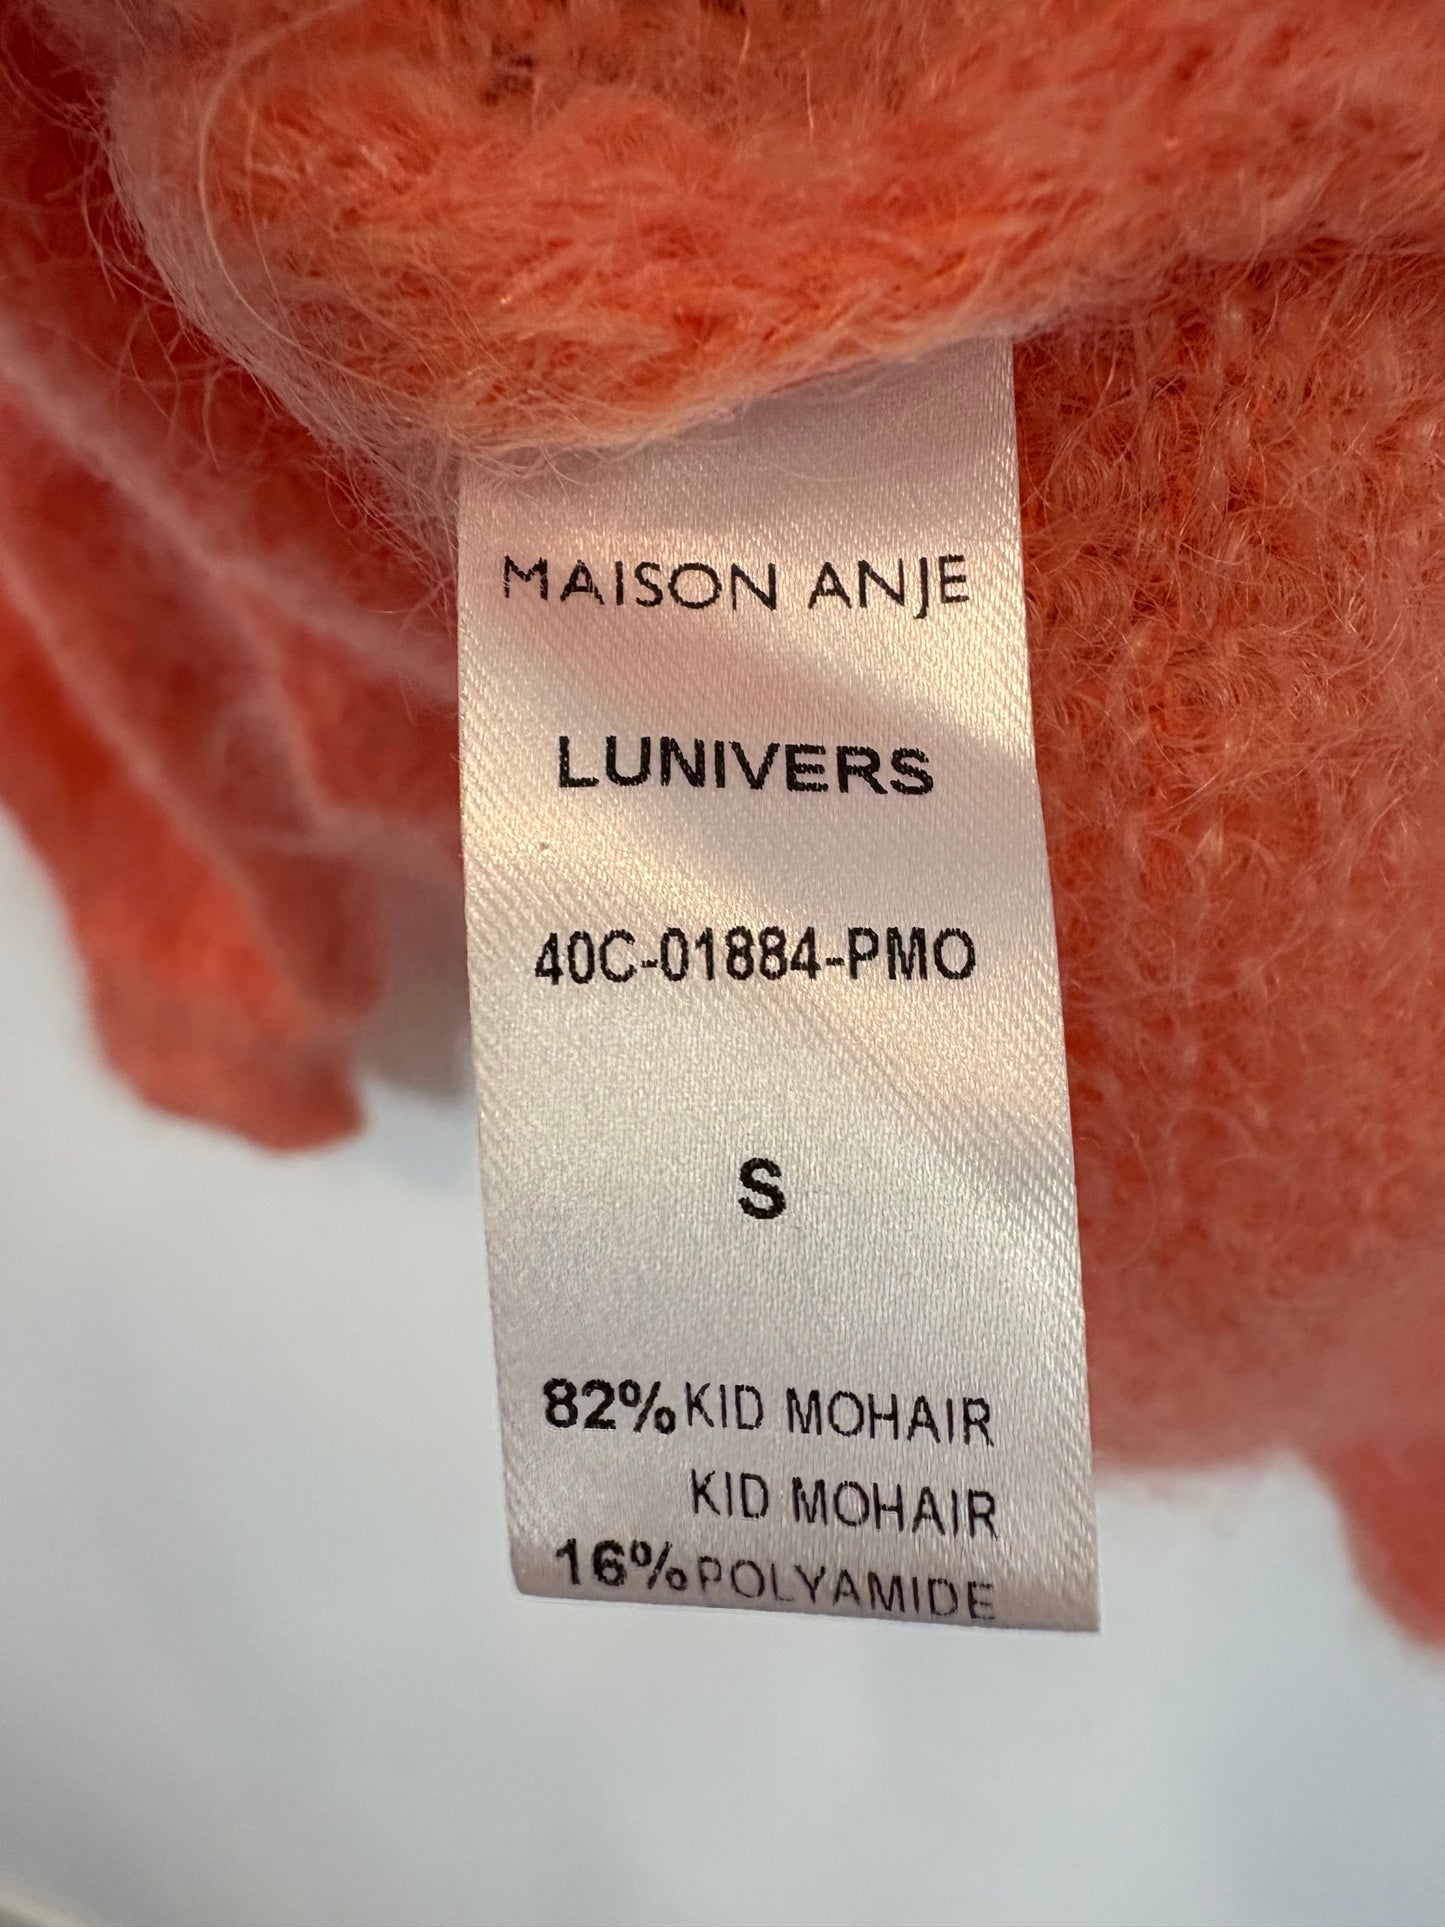 MAISON ANJE
LUNIVERS
40C-01884-PMO
S
82% KID MOHAIR
KID MOHAIR
16% POLYAMIDE